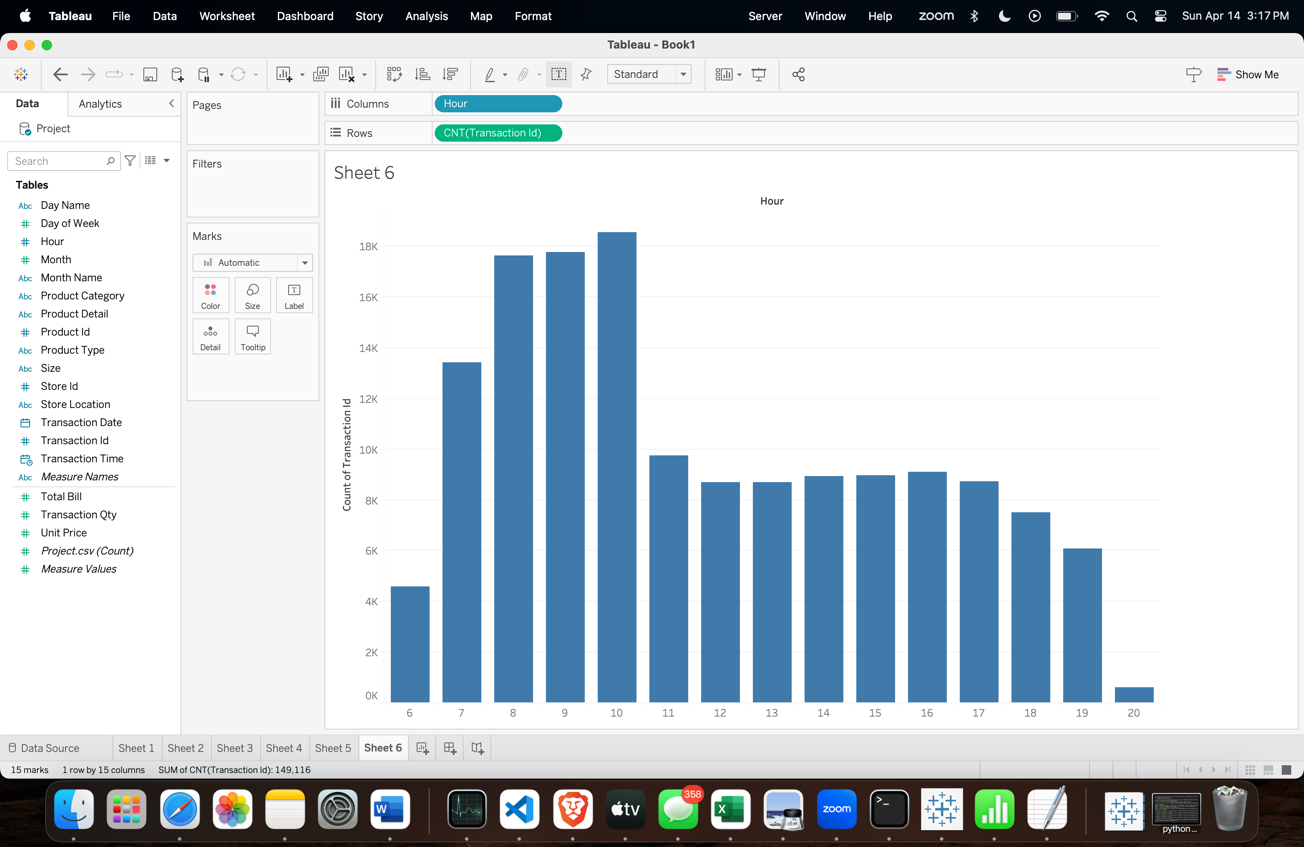 Tableau File Data Worksheet Dashboard Story Analysis Map Format Server Window Help zoom Sun Apr 14 3:17 PM
Tableau - Book1
Standard Show Me
Data Analytics
Project
Search
Tables
Abc Day Name
Day of Week
Hour
Month
Abc Month Name
Abc Product Category
Abc Product Detail
Product Id
Abc Product Type
Abc Size
Store Id
Abc Store Location
Transaction Date
Transaction Id
Transaction Time
Abc Measure Names
Total Bill
Transaction Qty
Unit Price
Project.csv (Count)
Measure Values
Pages
Filters
Marks
Automatic
Color Size Label
Detail Tooltip
Columns Hour
Rows CNT(Transaction Id)
Sheet 6
Hour
Count of Transaction Id
18K
16K
14K
12K
10K
8K
6K
4K
2K
0K
6 7 8 9 10 11 12 13 14 15 16 17 18 19 20
Data Source Sheet 1 Sheet 2 Sheet 3 Sheet 4 Sheet 5 Sheet 6
15 marks 1 row by 15 columns SUM of CNT(Transaction Id): 149,116
W tv 358 X zoom >_
python...